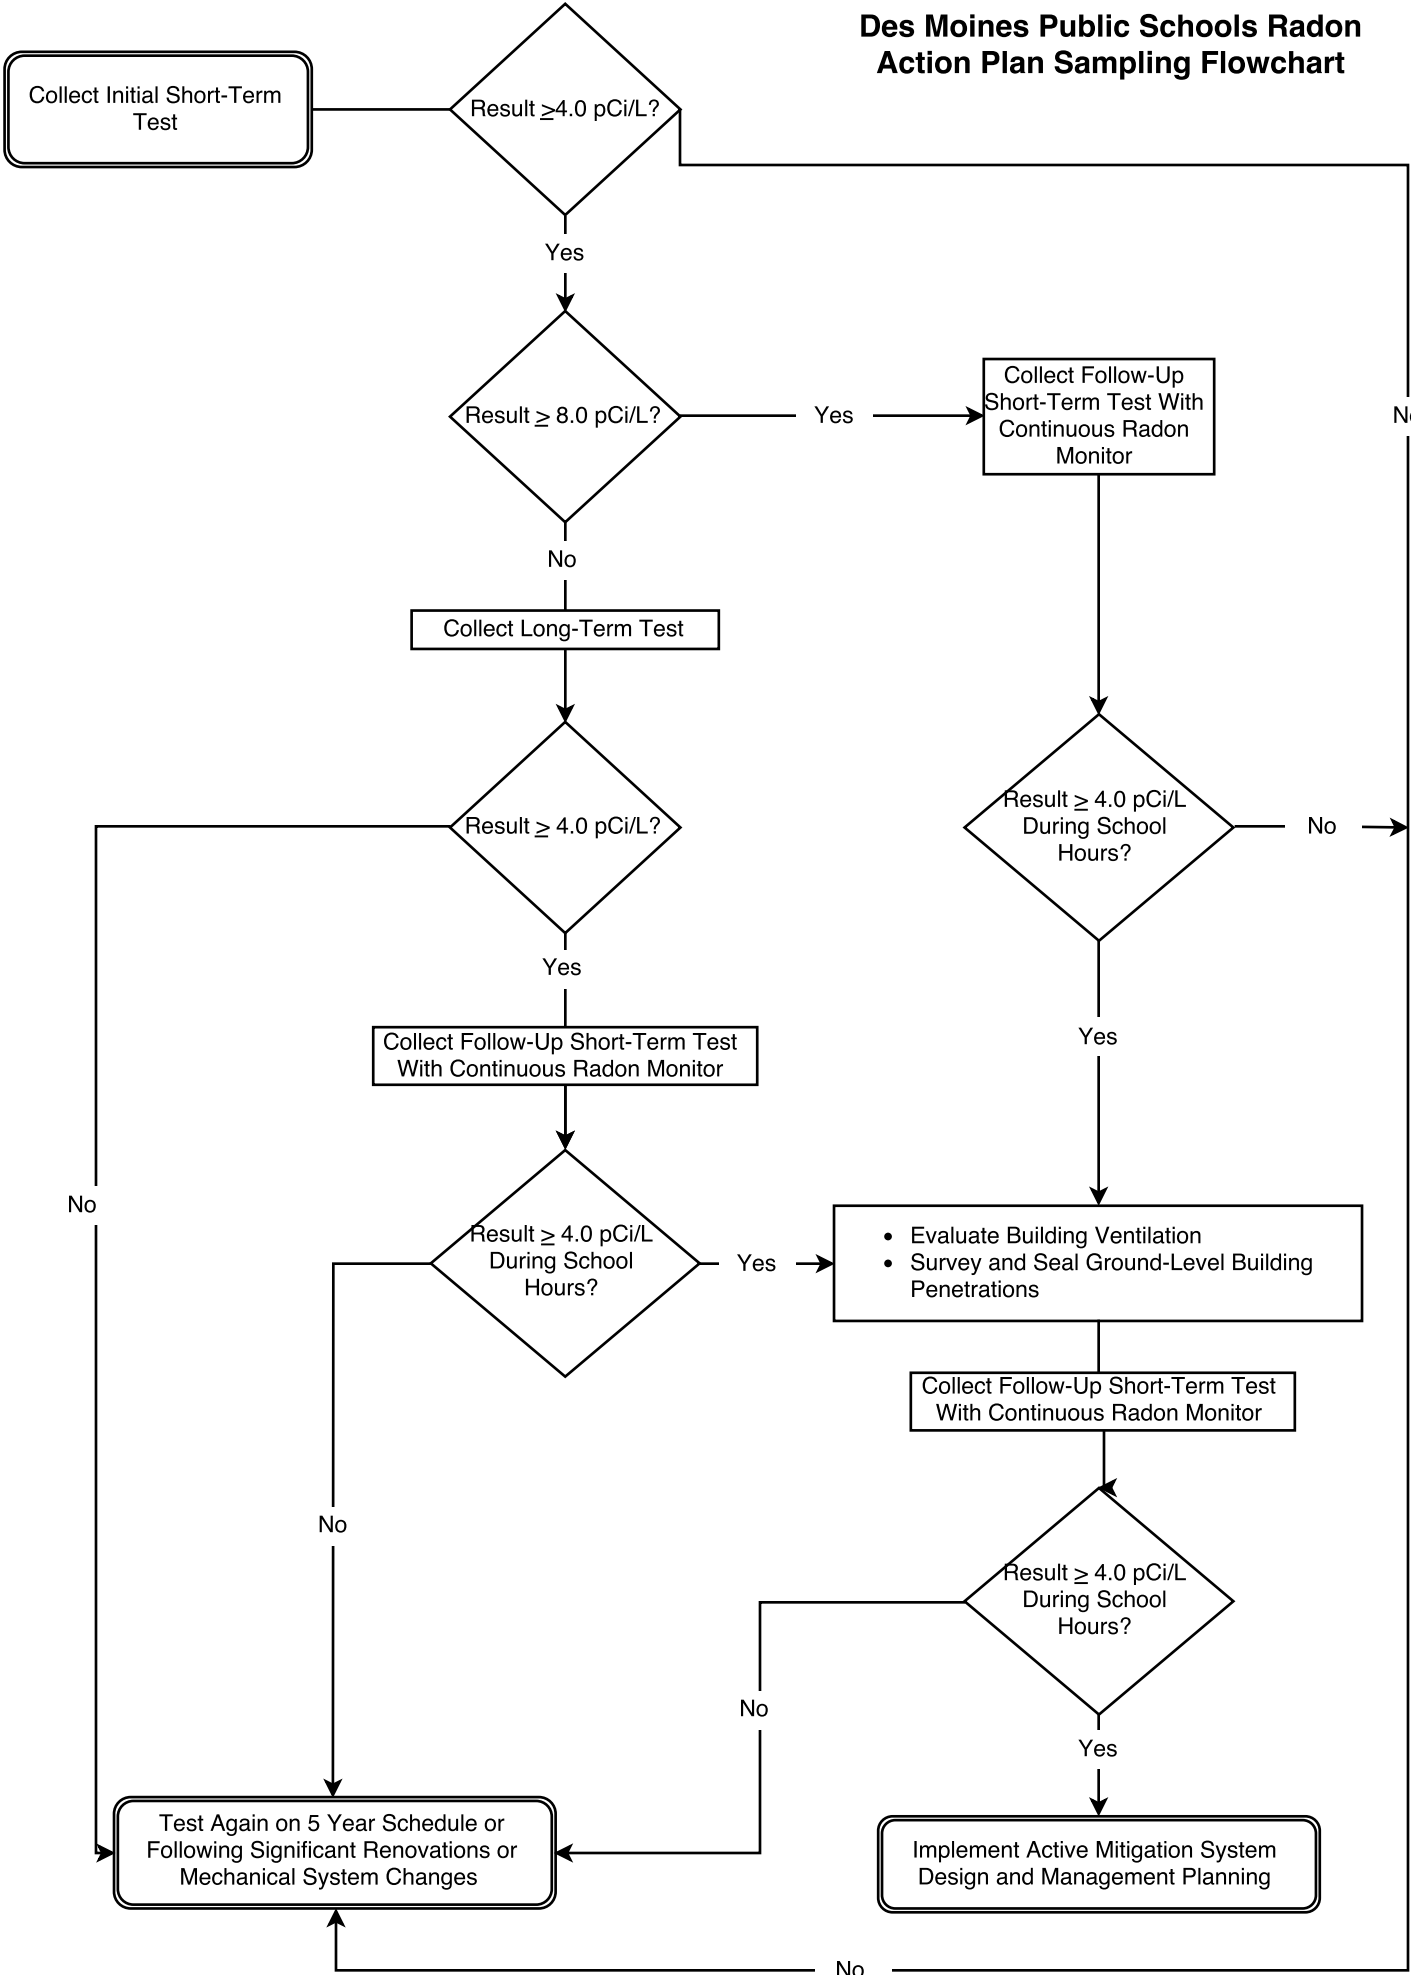 Des Moines Public Schools Radon
Action Plan Sampling Flowchart
Collect Initial Short-Term
Test
Result ≥4.0 pCi/L?
Yes
Result ≥ 8.0 pCi/L?
Yes
Collect Follow-Up
Short-Term Test With
Continuous Radon
Monitor
No
No
Collect Long-Term Test
Result ≥ 4.0 pCi/L?
Result ≥ 4.0 pCi/L
During School
Hours?
No
Yes
Collect Follow-Up Short-Term Test
With Continuous Radon Monitor
Yes
No
Result ≥ 4.0 pCi/L
During School
Hours?
Yes
• Evaluate Building Ventilation
• Survey and Seal Ground-Level Building
Penetrations
Collect Follow-Up Short-Term Test
With Continuous Radon Monitor
No
Result ≥ 4.0 pCi/L
During School
Hours?
No
Yes
Test Again on 5 Year Schedule or
Following Significant Renovations or
Mechanical System Changes
Implement Active Mitigation System
Design and Management Planning
No